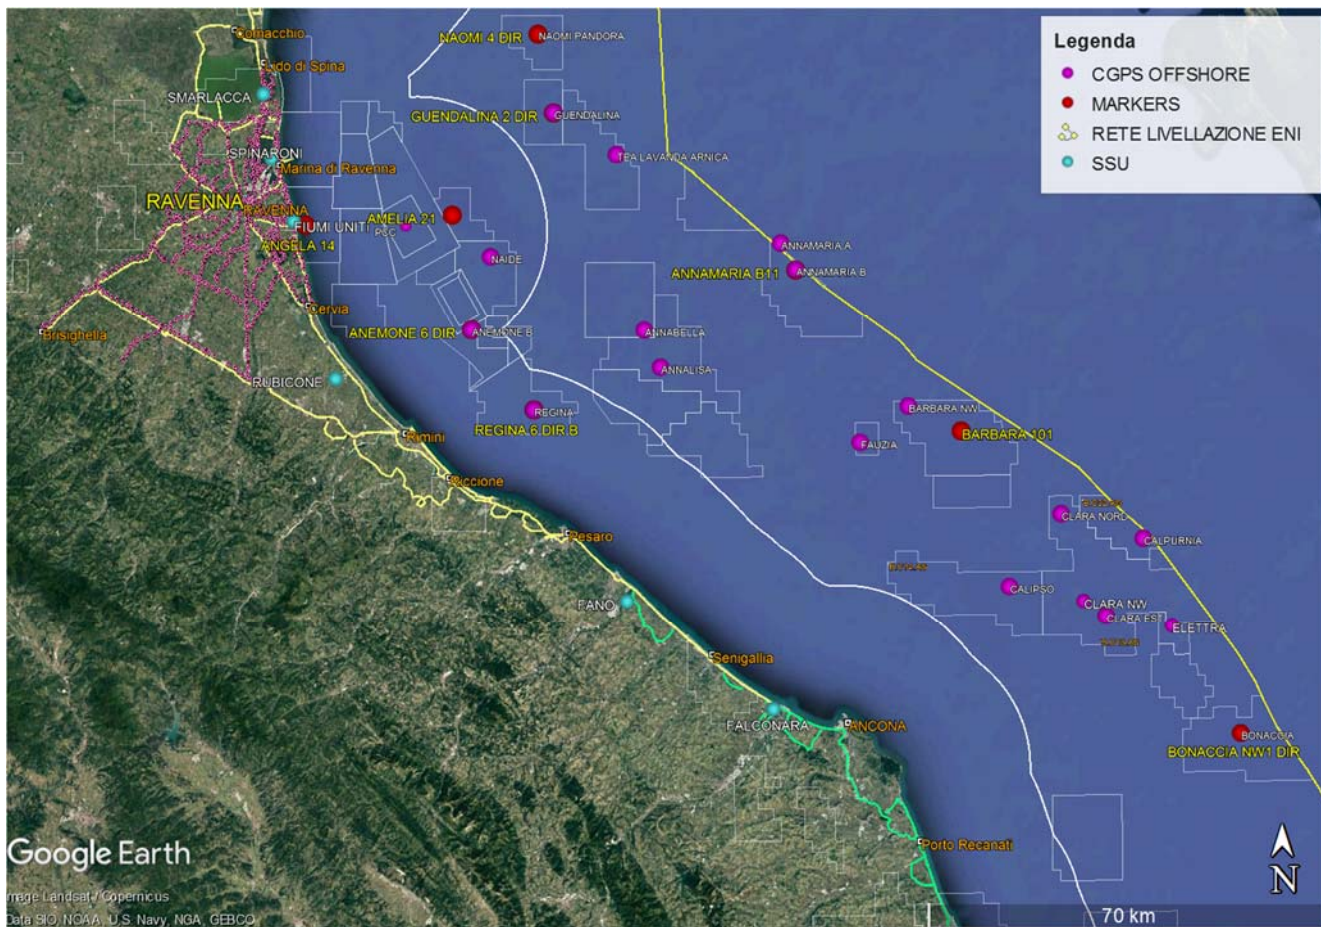 Legenda
CGPS OFFSHORE
MARKERS
RETE LIVELLAZIONE ENI
SSU
Comacchio
NAOMI 4 DIR
NAOMI PANDORA
Lido di Spina
SMARLACCA
GUENDALINA 2 DIR
GUENDALINA
SPINARONI
TPA LAVANDA ARNICA
Marina di Ravenna
RAVENNA
RAVENNA
AMELIA 21
FIUMI UNITI
PCC
ANGELA 14
ANNAMARIA A
NAIDE
ANNAMARIA B11
ANNAMARIA B
Cervia
Brisighella
ANEMONE 6 DIR
ANEMONE B
ANNABELLA
ANNALISA
RUBICONE
REGINA
BARBARA NW
REGINA 6 DIR B
Rimini
BARBARA 101
FAUZIA
Riccione
CLARA NORD
Pesaro
CALPURNIA
CALIPSO
FANO
CLARA NW
CLARA EST
ELETTRA
Senigallia
FALCONARA
ANCONA
BONACCIA
BONACCIA NW1 DIR
Porto Recanati
Google Earth
mage Landsat / Copernicus
Data SIO, NOAA, U.S. Navy, NGA, GEBCO
N
70 km